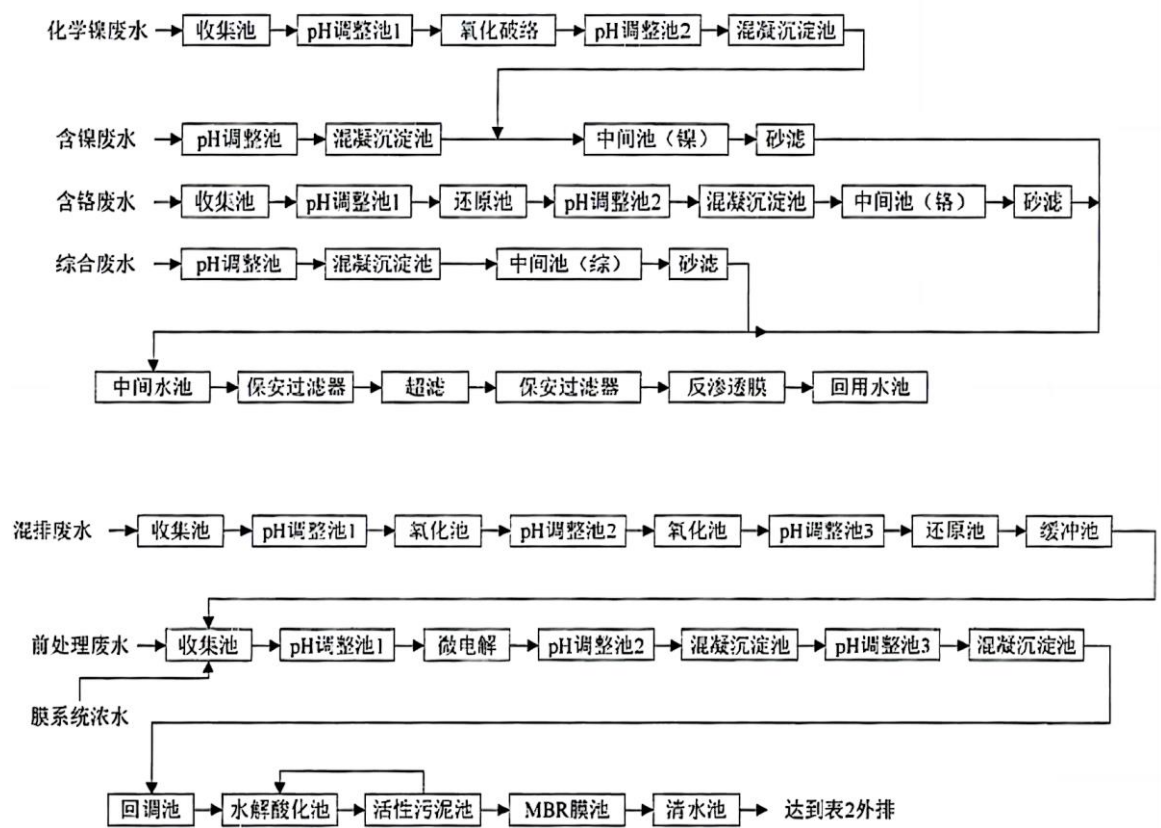 化学镍废水 收集池 pH调整池1 氧化破络 pH调整池2 混凝沉淀池
含镍废水 pH调整池 混凝沉淀池 中间池（镍） 砂滤
含铬废水 收集池 pH调整池1 还原池 pH调整池2 混凝沉淀池 中间池（铬） 砂滤
综合废水 pH调整池 混凝沉淀池 中间池（综） 砂滤
中间水池 保安过滤器 超滤 保安过滤器 反渗透膜 回用水池
混排废水 收集池 pH调整池1 氧化池 pH调整池2 氧化池 pH调整池3 还原池 缓冲池
前处理废水 收集池 pH调整池1 微电解 pH调整池2 混凝沉淀池 pH调整池3 混凝沉淀池
膜系统浓水
回调池 水解酸化池 活性污泥池 MBR膜池 清水池 达到表2外排